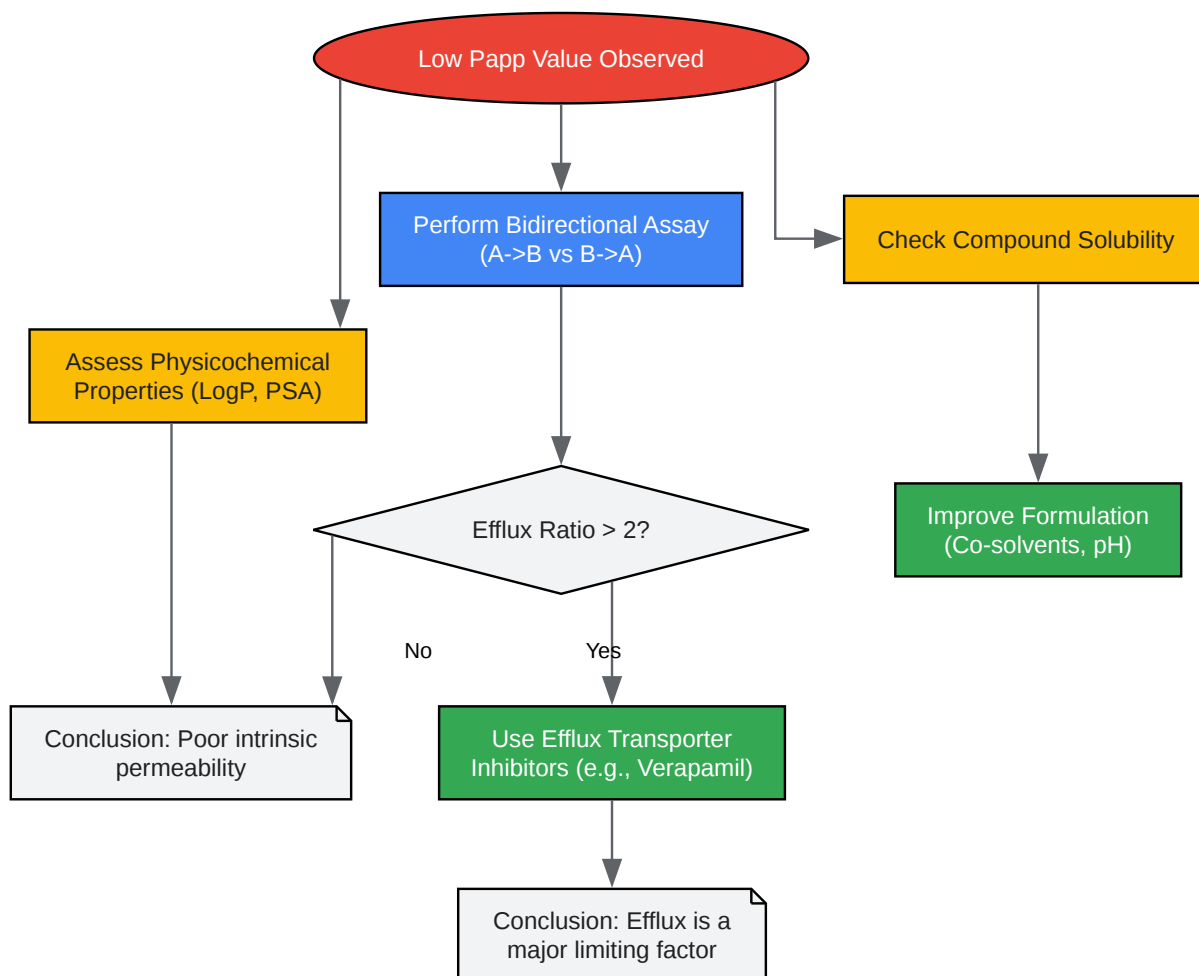 Low Papp Value Observed
Perform Bidirectional Assay
(A->B vs B->A)
Check Compound Solubility
Assess Physicochemical
Properties (LogP, PSA)
Efflux Ratio > 2?
Improve Formulation
(Co-solvents, pH)
No
Yes
Conclusion: Poor intrinsic
permeability
Use Efflux Transporter
Inhibitors (e.g., Verapamil)
Conclusion: Efflux is a
major limiting factor